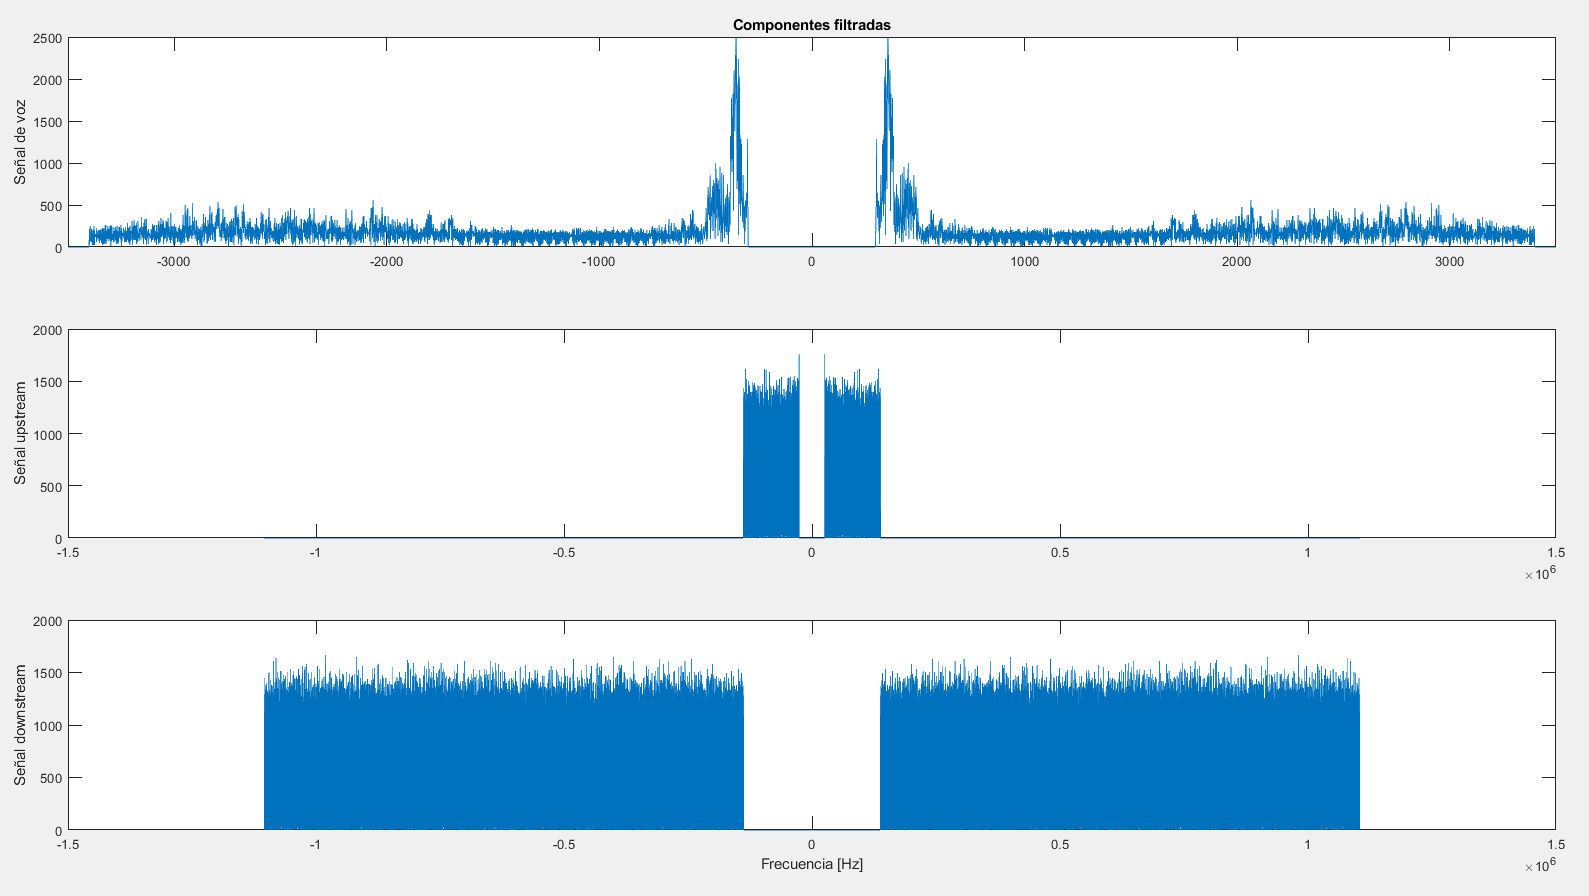 Componentes filtradas
Señal de voz
2500
2000
1500
1000
500
0
-3000 -2000 -1000 0 1000 2000 3000
Señal upstream
2000
1500
1000
500
0
-1.5 -1 -0.5 0 0.5 1 1.5
×10⁶
Señal downstream
2000
1500
1000
500
0
-1.5 -1 -0.5 0 0.5 1 1.5
Frecuencia [Hz]
×10⁶